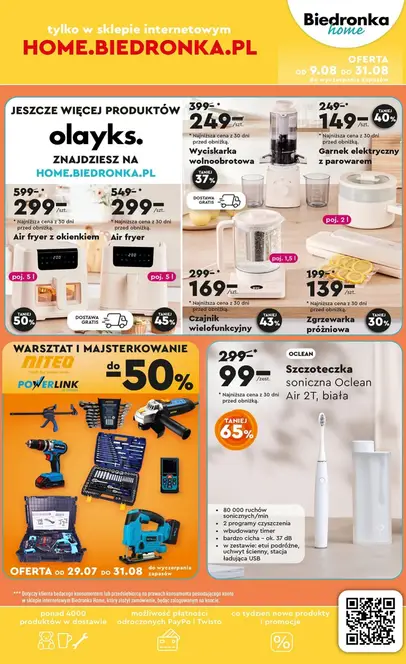 tylko w sklepie internetowym
HOME.BIEDRONKA.PL
Biedronka
home
OFERTA
OD 9.08 DO 31.08
do wyczerpania zapasów
JESZCZE WIĘCEJ PRODUKTÓW
olayks.
ZNAJDZIESZ NA
HOME.BIEDRONKA.PL
599.-*
299.-
/szt.
* Najniższa cena z 30 dni
przed obniżką.
Air fryer z okienkiem
poj. 5 l
TANIEJ
50%
549.-*
299.-
/szt.
* Najniższa cena z 30 dni
przed obniżką.
Air fryer
poj. 5 l
DOSTAWA
GRATIS
TANIEJ
45%
399.-*
249.-
/szt.
* Najniższa cena z 30 dni
przed obniżką.
Wyciskarka
wolnoobrotowa
TANIEJ
37%
DOSTAWA
GRATIS
249.-*
149.-
/szt.
TANIEJ
40%
* Najniższa cena z 30 dni
przed obniżką.
Garnek elektryczny
z parowarem
poj. 2 l
poj. 1,5 l
299.-*
169.-
/szt.
* Najniższa cena z 30 dni
przed obniżką.
Czajnik
wielofunkcyjny
TANIEJ
43%
139.-
/szt.
* Najniższa cena z 30 dni
przed obniżką.
Zgrzewarka
próżniowa
TANIEJ
30%
WARSZTAT I MAJSTERKOWANIE
NITEO
POWERLINK
do -50%
OFERTA OD 29.07 DO 31.08
do wyczerpania
zapasów
299.-*
99.-
/zest.
* Najniższa cena z 30 dni
przed obniżką.
TANIEJ
65%
OCLEAN
Szczoteczka
soniczna Oclean
Air 2T, biała
• 80 000 ruchów
sonicznych/min
• 2 programy czyszczenia
• wbudowany timer
• bardzo cicha - ok. 37 dB
• w zestawie: etui podróżne,
uchwyt ścienny, stacja
ładująca USB
ponad 4000
produktów w dostawie
możliwość płatności
odroczonych PayPo i Twisto
co tydzień nowe produkty
i promocje